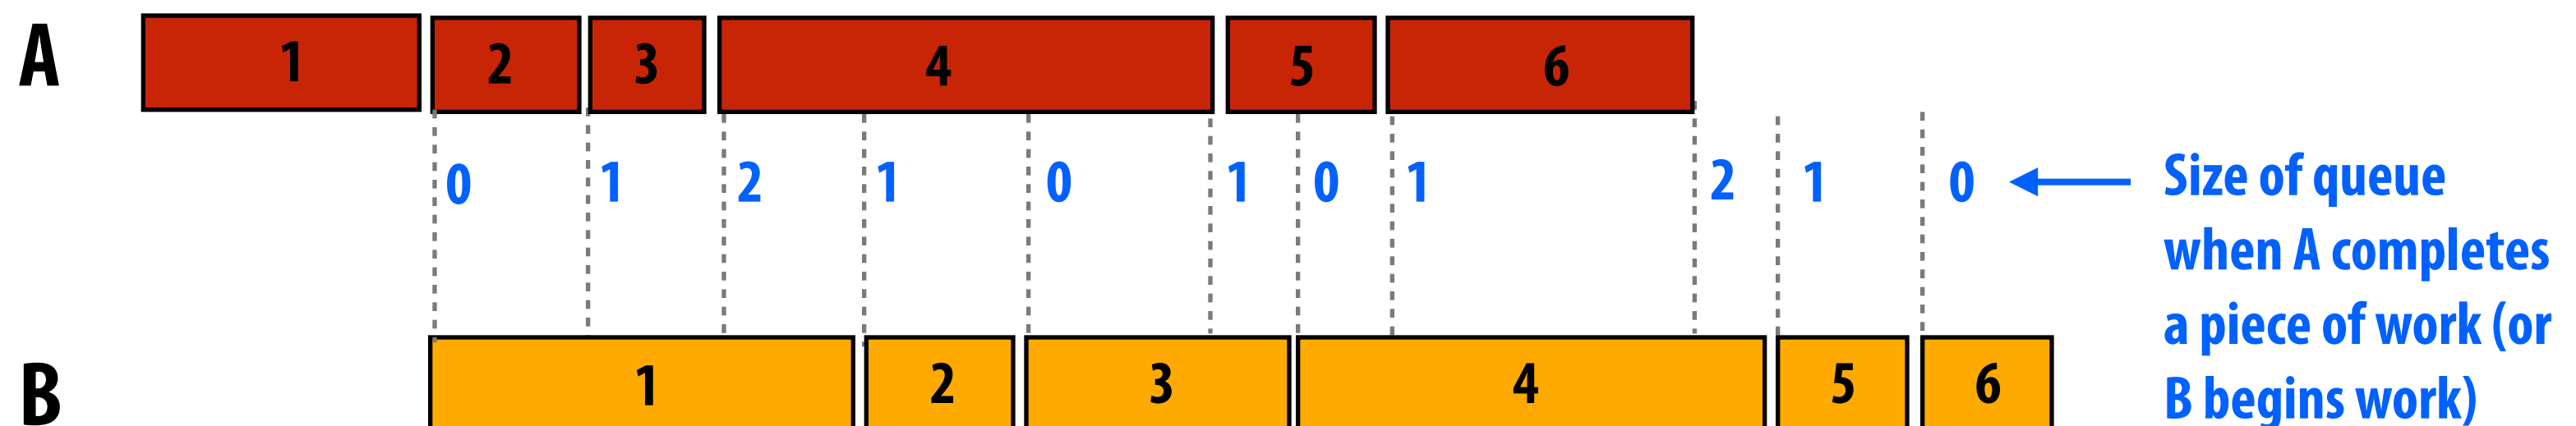 A 1 2 3 4 5 6
0 1 2 1 0 1 0 1 2 1 0
Size of queue
when A completes
a piece of work (or
B begins work)
B 1 2 3 4 5 6